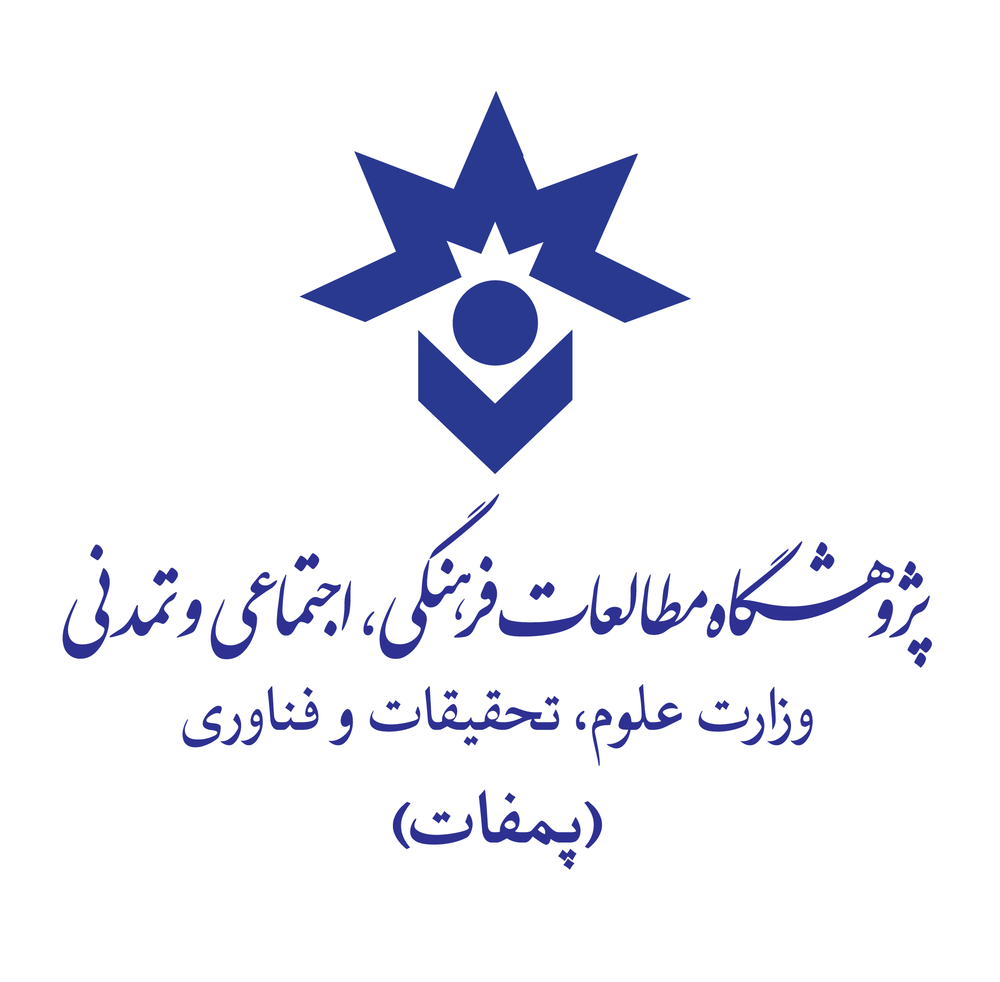 پژوهشگاه مطالعات فرهنگی، اجتماعی و تمدنی
وزارت علوم، تحقیقات و فناوری
(پمفات)